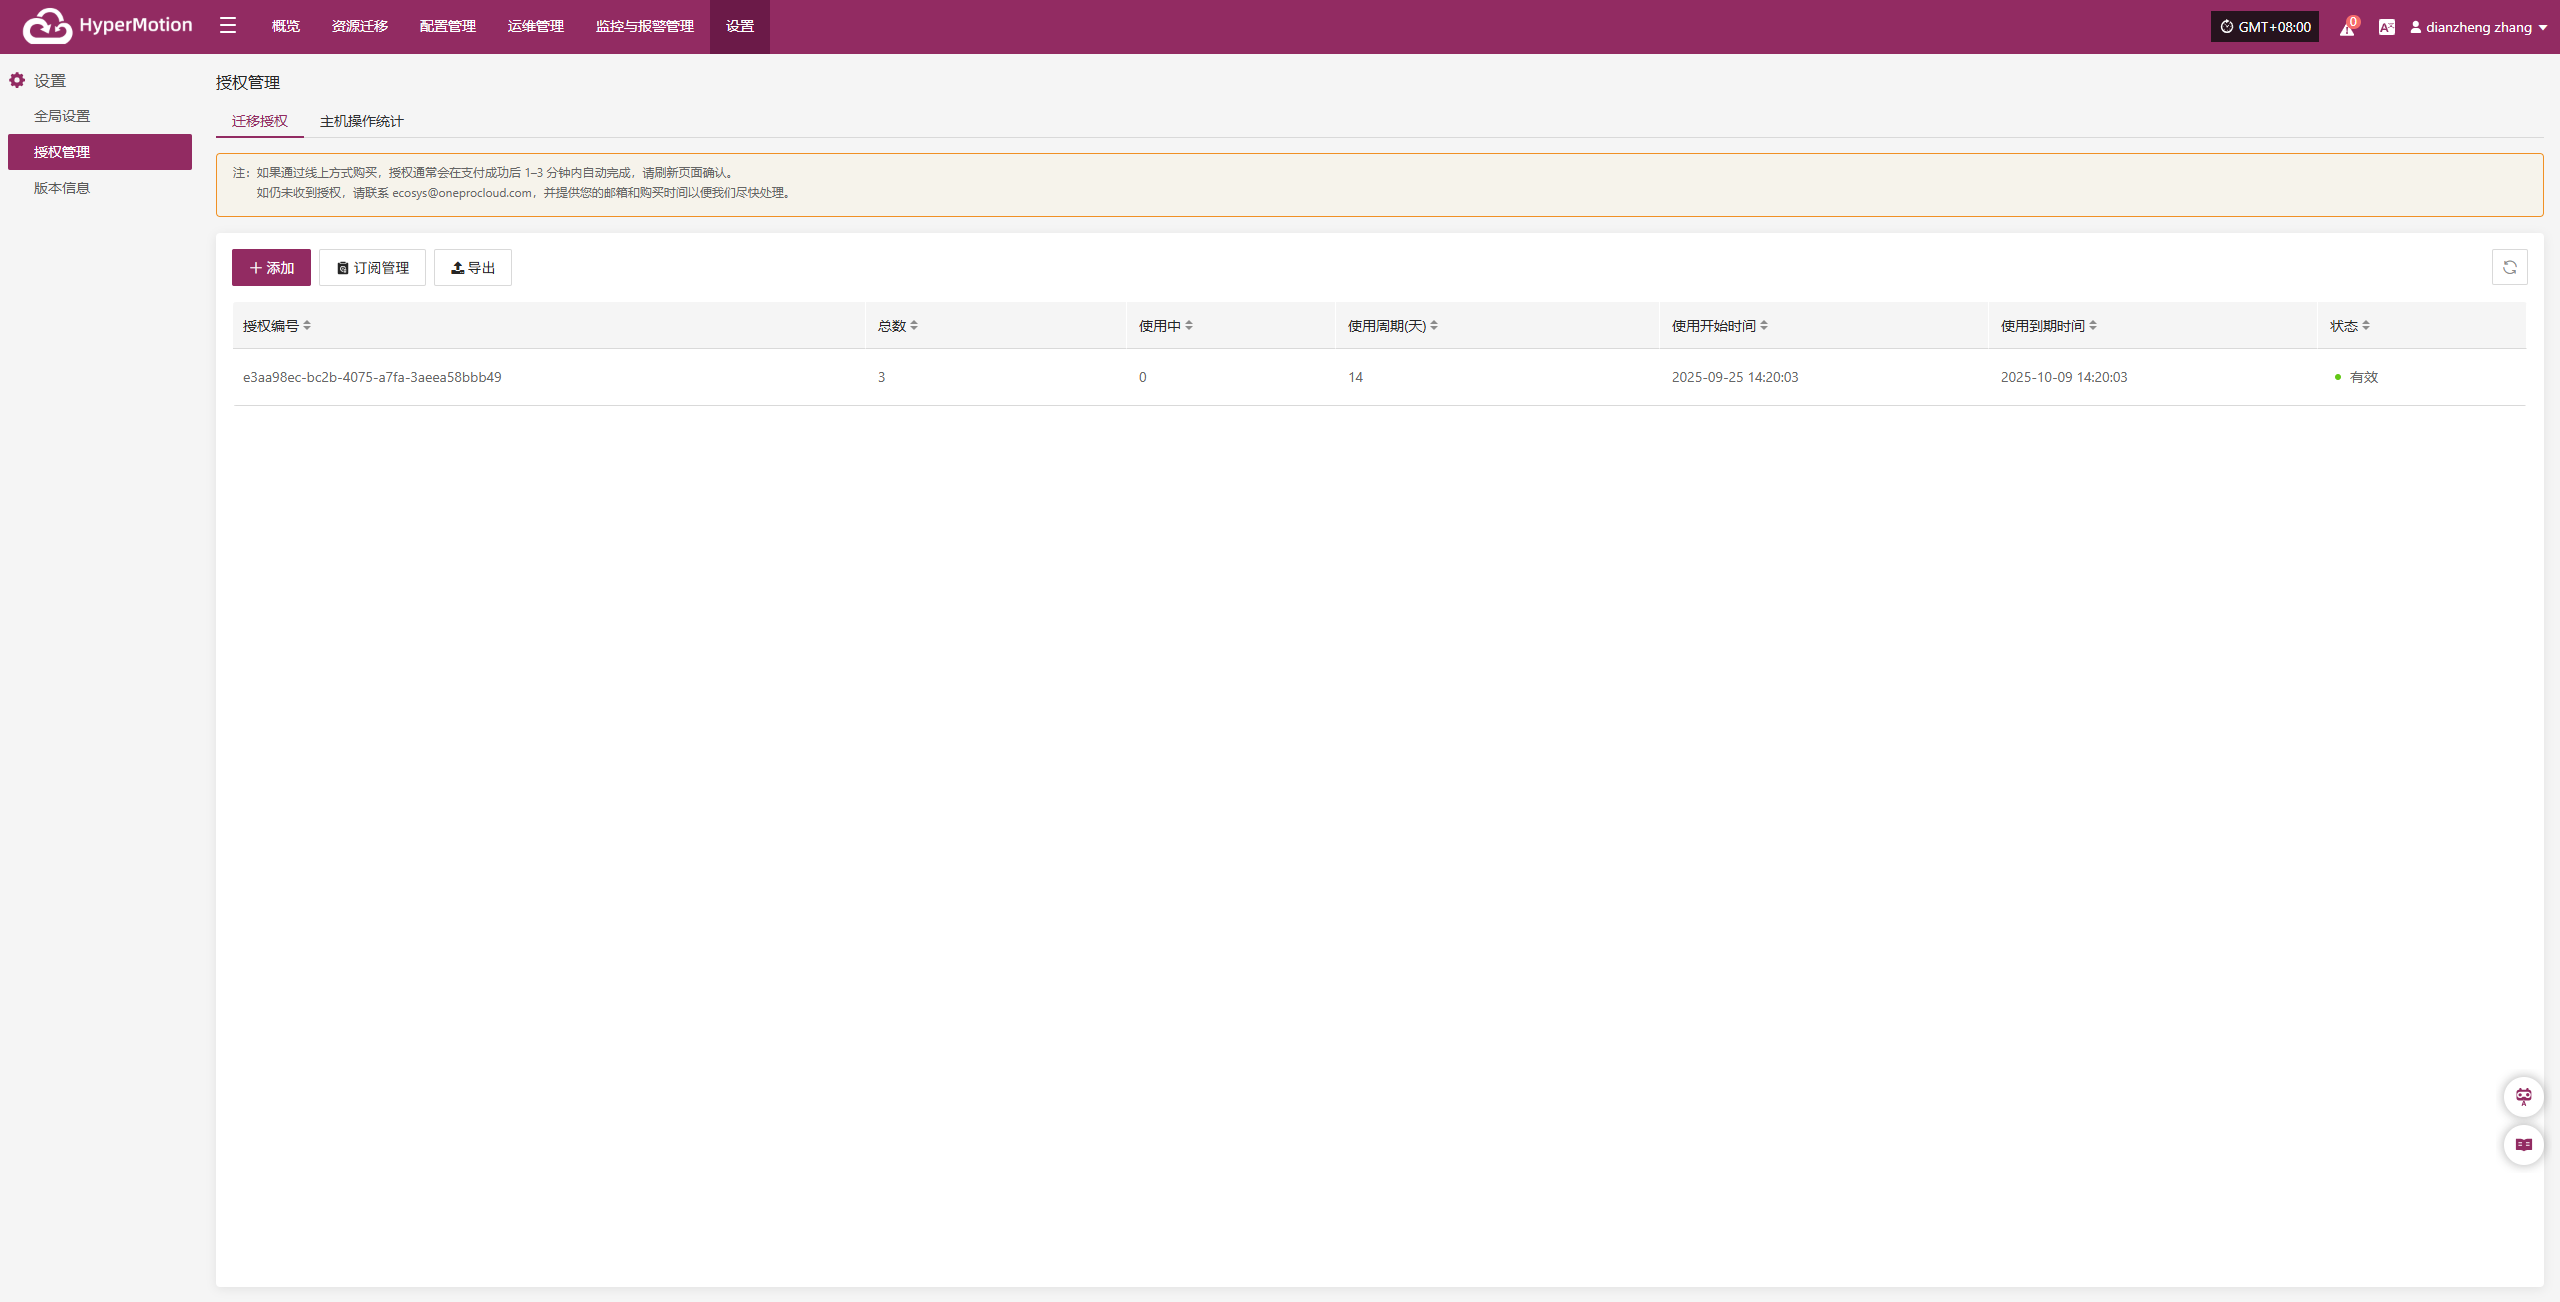 HyperMotion
概览 资源迁移 配置管理 运维管理 监控与报警管理 设置
GMT+08:00 0 dianzheng zhang
设置
全局设置
授权管理
版本信息
授权管理
迁移授权 主机操作统计
注：如果通过线上方式购买，授权通常会在支付成功后 1–3 分钟内自动完成，请刷新页面确认。
如仍未收到授权，请联系 ecosys@oneprocloud.com，并提供您的邮箱和购买时间以便我们尽快处理。
添加 订阅管理 导出
授权编号 总数 使用中 使用周期(天) 使用开始时间 使用到期时间 状态
e3aa98ec-bc2b-4075-a7fa-3aeea58bbb49 3 0 14 2025-09-25 14:20:03 2025-10-09 14:20:03 有效